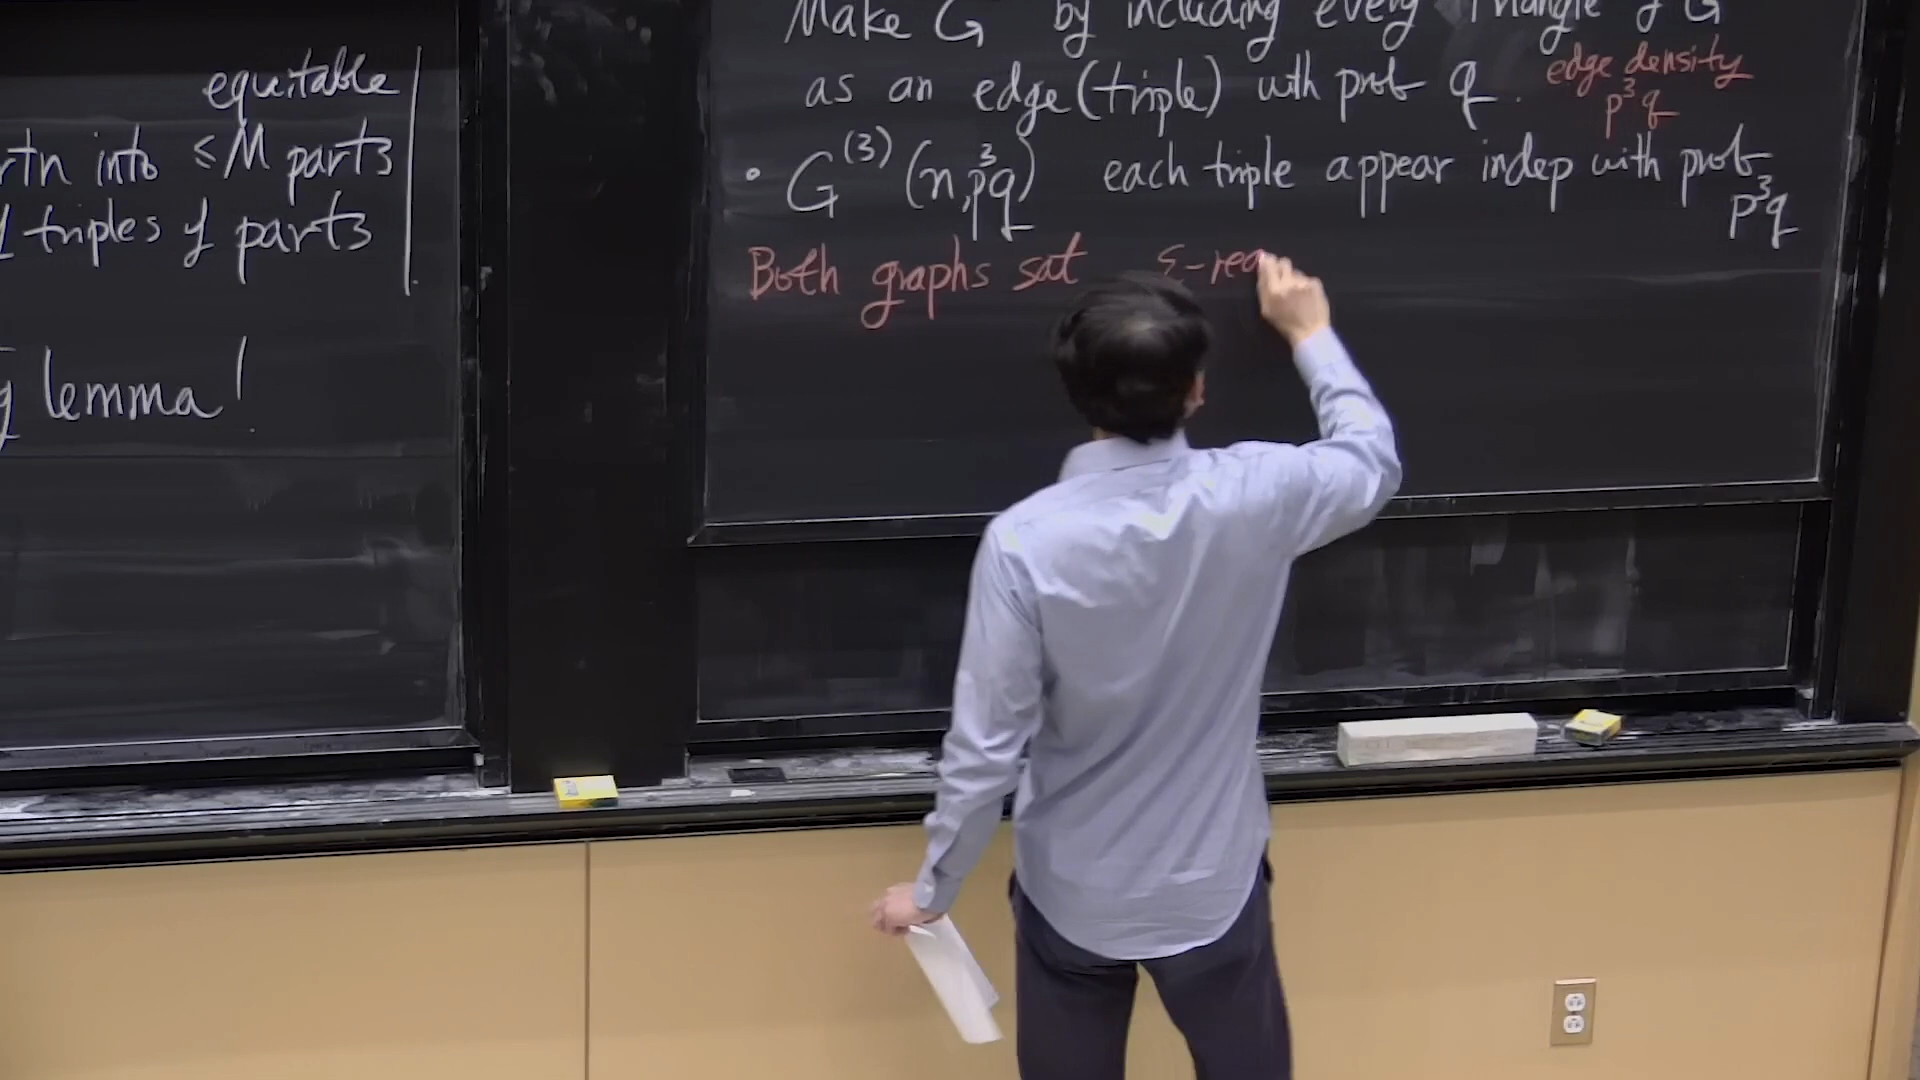 equitable
rtn into ≤ M parts
triples of parts
lemma!
Make G by including every triangle of G
as an edge (triple) with prob q.
edge density
p³q
• G⁽³⁾(n, p³q) each triple appear indep with prob
p³q
Both graphs sat ε-reg